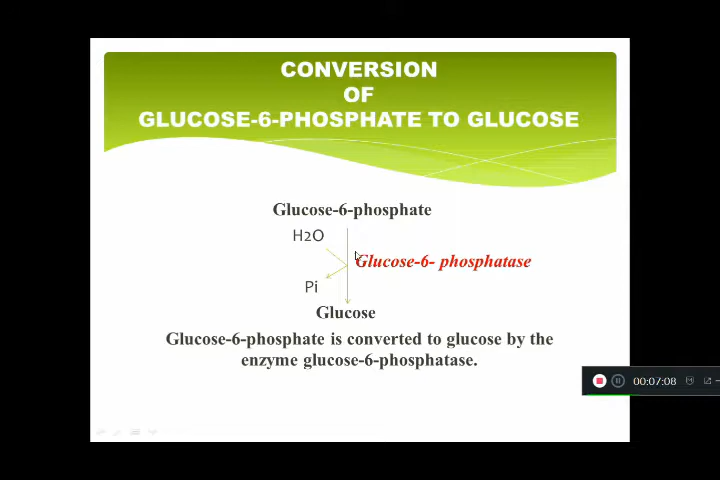 CONVERSION
OF
GLUCOSE-6-PHOSPHATE TO GLUCOSE
Glucose-6-phosphate
H2O
Glucose-6- phosphatase
Pi
Glucose
Glucose-6-phosphate is converted to glucose by the
enzyme glucose-6-phosphatase.
00:07:08